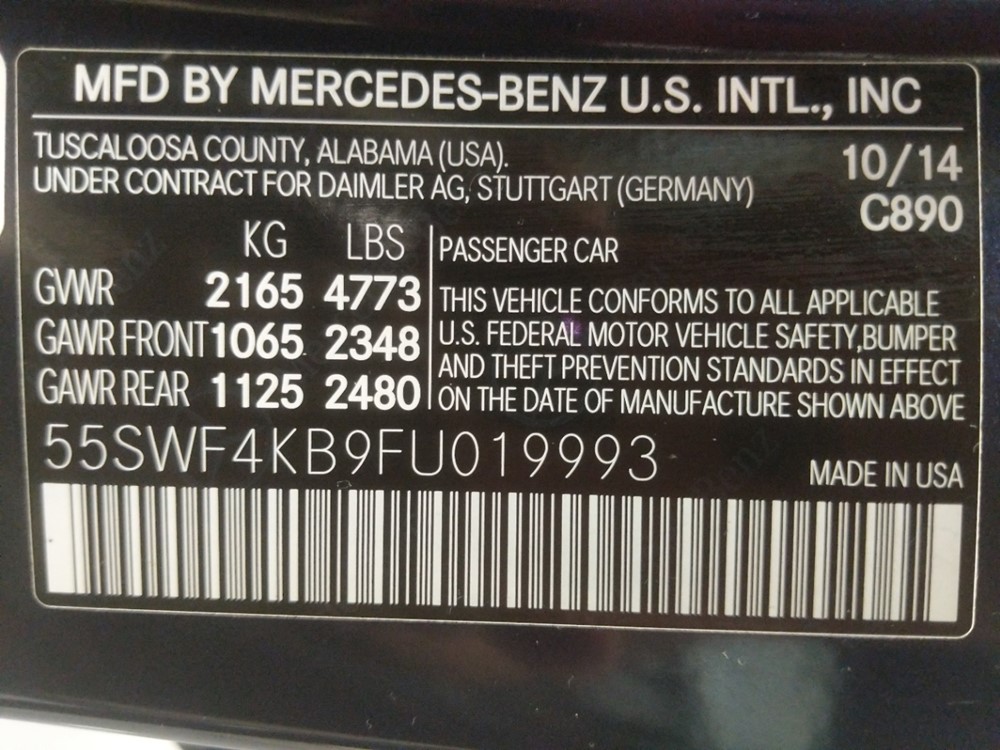 MFD BY MERCEDES-BENZ U.S. INTL., INC
TUSCALOOSA COUNTY, ALABAMA (USA).
UNDER CONTRACT FOR DAIMLER AG, STUTTGART (GERMANY)
10/14
C890
KG LBS
GVWR 2165 4773
GAWR FRONT 1065 2348
GAWR REAR 1125 2480
PASSENGER CAR
THIS VEHICLE CONFORMS TO ALL APPLICABLE
U.S. FEDERAL MOTOR VEHICLE SAFETY,BUMPER
AND THEFT PREVENTION STANDARDS IN EFFECT
ON THE DATE OF MANUFACTURE SHOWN ABOVE
55SWF4KB9FU019993
MADE IN USA